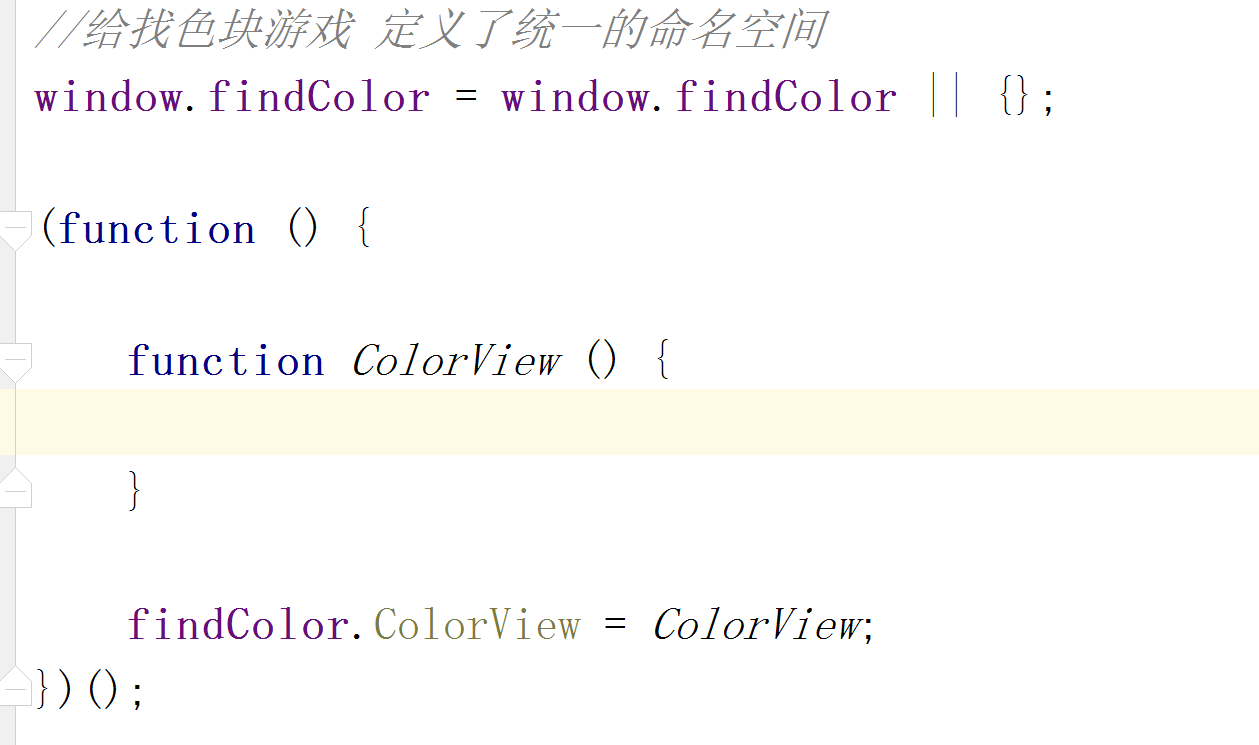 //给找色块游戏 定义了统一的命名空间
window.findColor = window.findColor || {};
(function () {
function ColorView () {
}
findColor.ColorView = ColorView;
})();